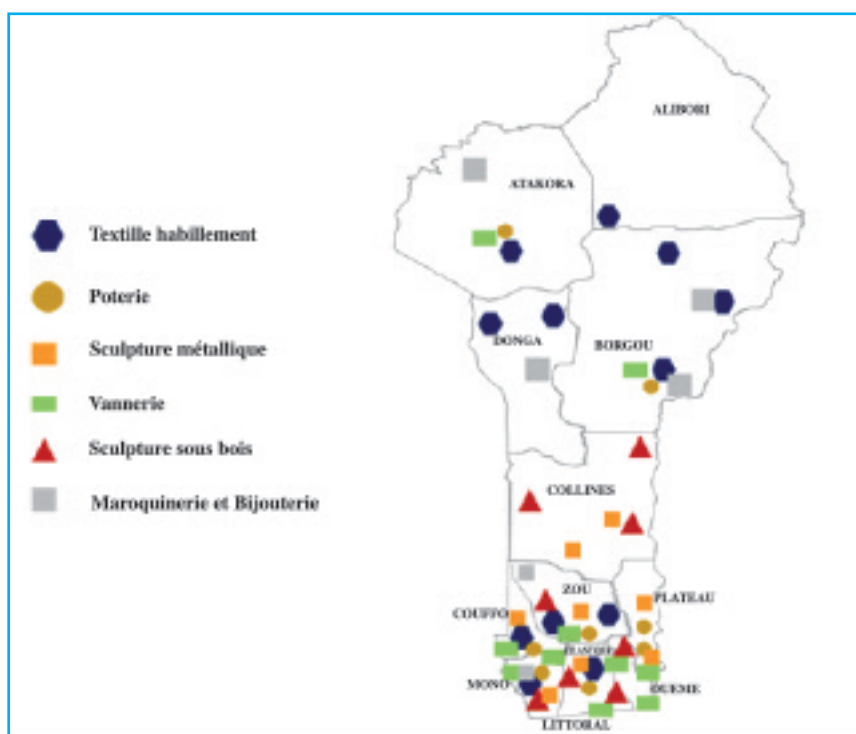 ALIBORI
ATAKORA
Textille habillement
Poterie
DONGA
BORGOU
Sculpture métallique
Vannerie
Sculpture sous bois
COLLINES
Maroquinerie et Bijouterie
ZOU
PLATEAU
COUFFO
MONO
OUEME
LITTORAL